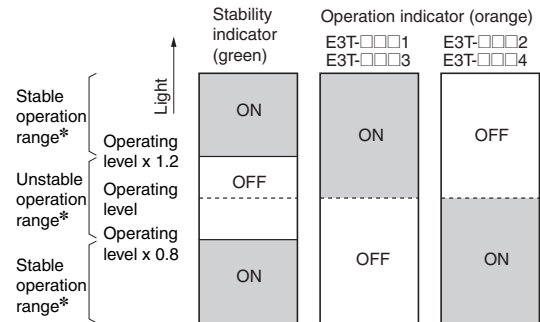 Stability
indicator
(green)
Operation indicator (orange)
E3T-□□□1
E3T-□□□3
E3T-□□□2
E3T-□□□4
Light
Stable
operation
range*
Operating
level x 1.2
Unstable
operation
range*
Operating
level
Operating
level x 0.8
Stable
operation
range*
ON
OFF
ON
ON
OFF
OFF
ON